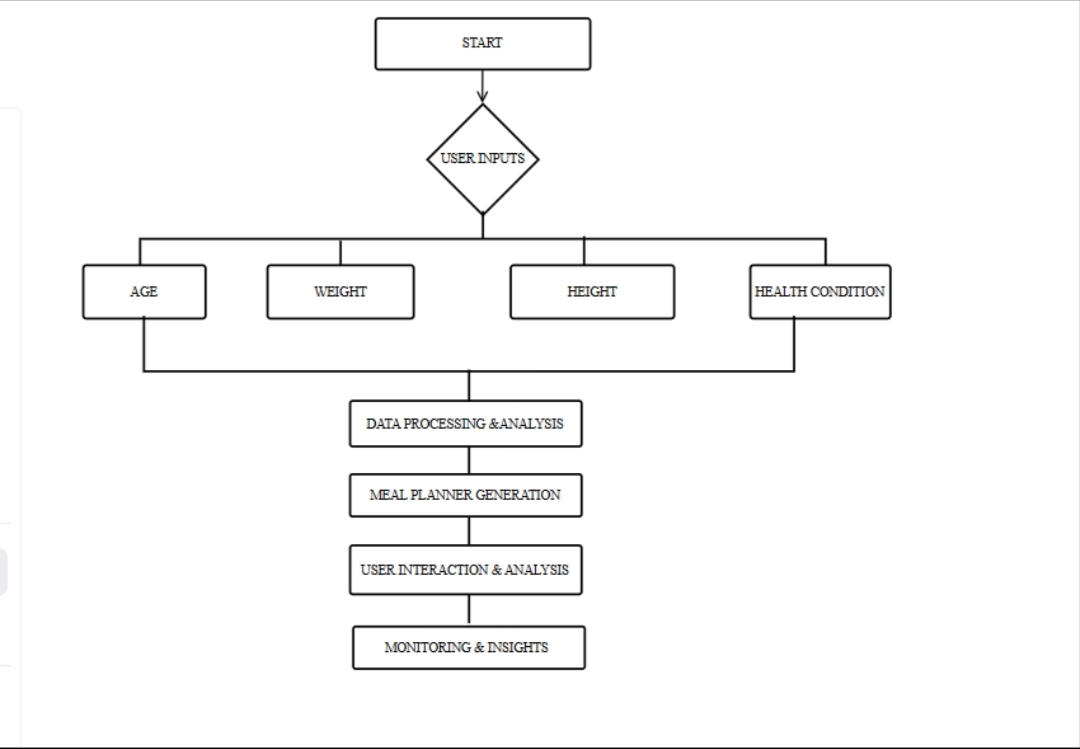 START
USER INPUTS
AGE
WEIGHT
HEIGHT
HEALTH CONDITION
DATA PROCESSING &ANALYSIS
MEAL PLANNER GENERATION
USER INTERACTION & ANALYSIS
MONITORING & INSIGHTS